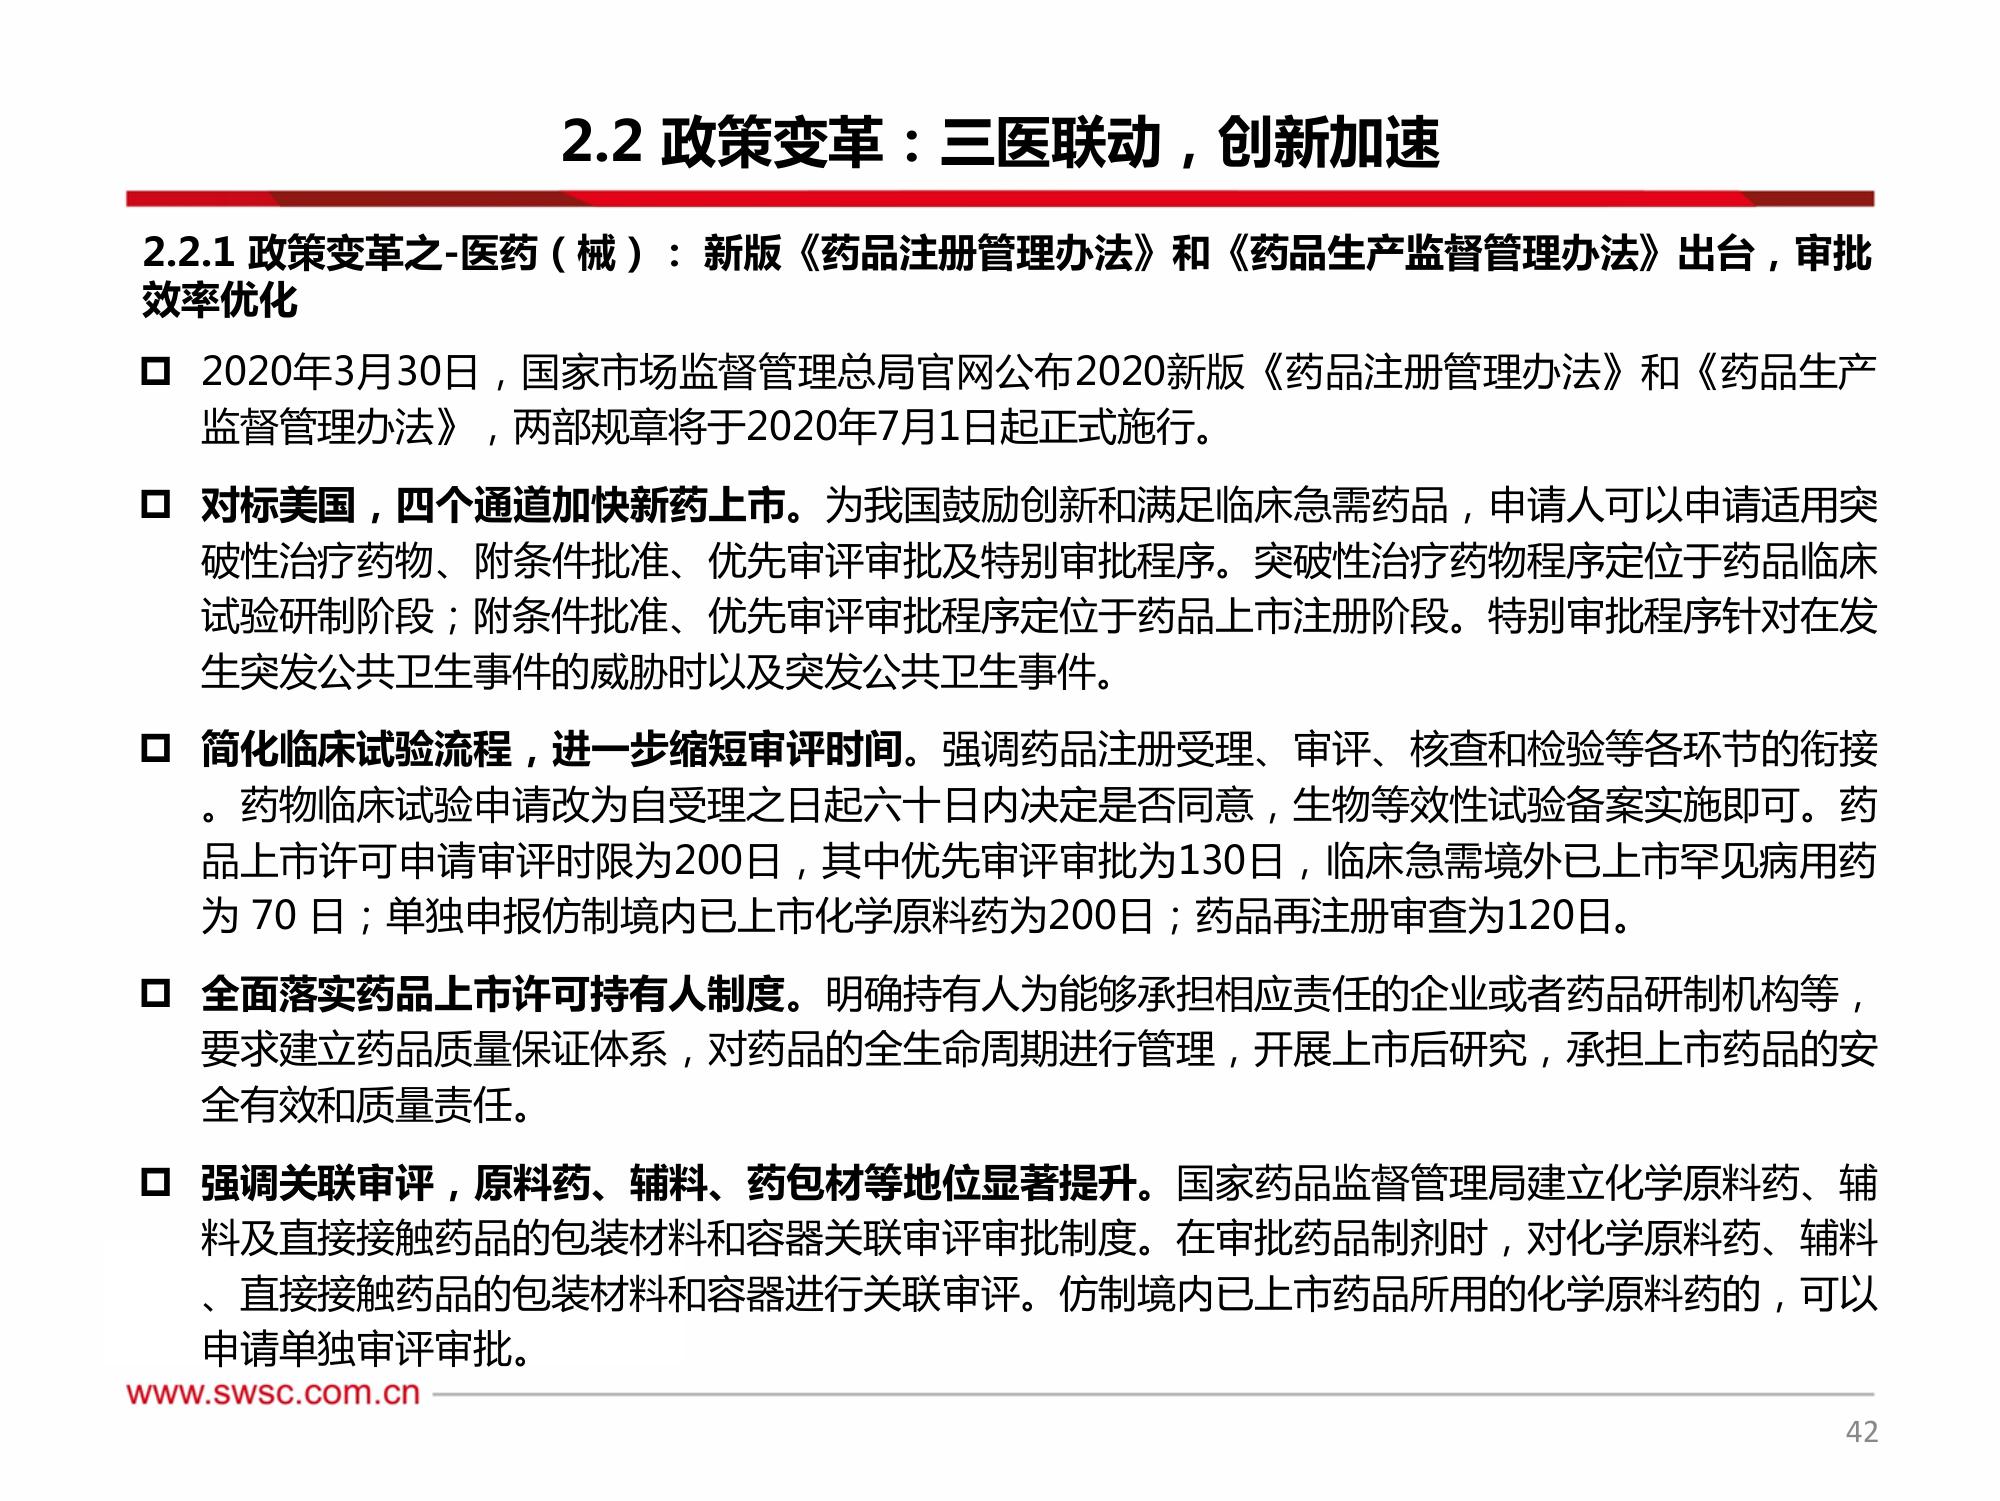 2.2 政策变革：三医联动，创新加速
2.2.1 政策变革之-医药（械）：新版《药品注册管理办法》和《药品生产监督管理办法》出台，审批
效率优化
2020年3月30日，国家市场监督管理总局官网公布2020新版《药品注册管理办法》和《药品生产
监督管理办法》，两部规章将于2020年7月1日起正式施行。
对标美国，四个通道加快新药上市。为我国鼓励创新和满足临床急需药品，申请人可以申请适用突
破性治疗药物、附条件批准、优先审评审批及特别审批程序。突破性治疗药物程序定位于药品临床
试验研制阶段；附条件批准、优先审评审批程序定位于药品上市注册阶段。特别审批程序针对在发
生突发公共卫生事件的威胁时以及突发公共卫生事件。
简化临床试验流程，进一步缩短审评时间。强调药品注册受理、审评、核查和检验等各环节的衔接
。药物临床试验申请改为自受理之日起六十日内决定是否同意，生物等效性试验备案实施即可。药
品上市许可申请审评时限为200日，其中优先审评审批为130日，临床急需境外已上市罕见病用药
为 70 日；单独申报仿制境内已上市化学原料药为200日；药品再注册审查为120日。
全面落实药品上市许可持有人制度。明确持有人为能够承担相应责任的企业或者药品研制机构等，
要求建立药品质量保证体系，对药品的全生命周期进行管理，开展上市后研究，承担上市药品的安
全有效和质量责任。
强调关联审评，原料药、辅料、药包材等地位显著提升。国家药品监督管理局建立化学原料药、辅
料及直接接触药品的包装材料和容器关联审评审批制度。在审批药品制剂时，对化学原料药、辅料
、直接接触药品的包装材料和容器进行关联审评。仿制境内已上市药品所用的化学原料药的，可以
申请单独审评审批。
www.swsc.com.cn
42